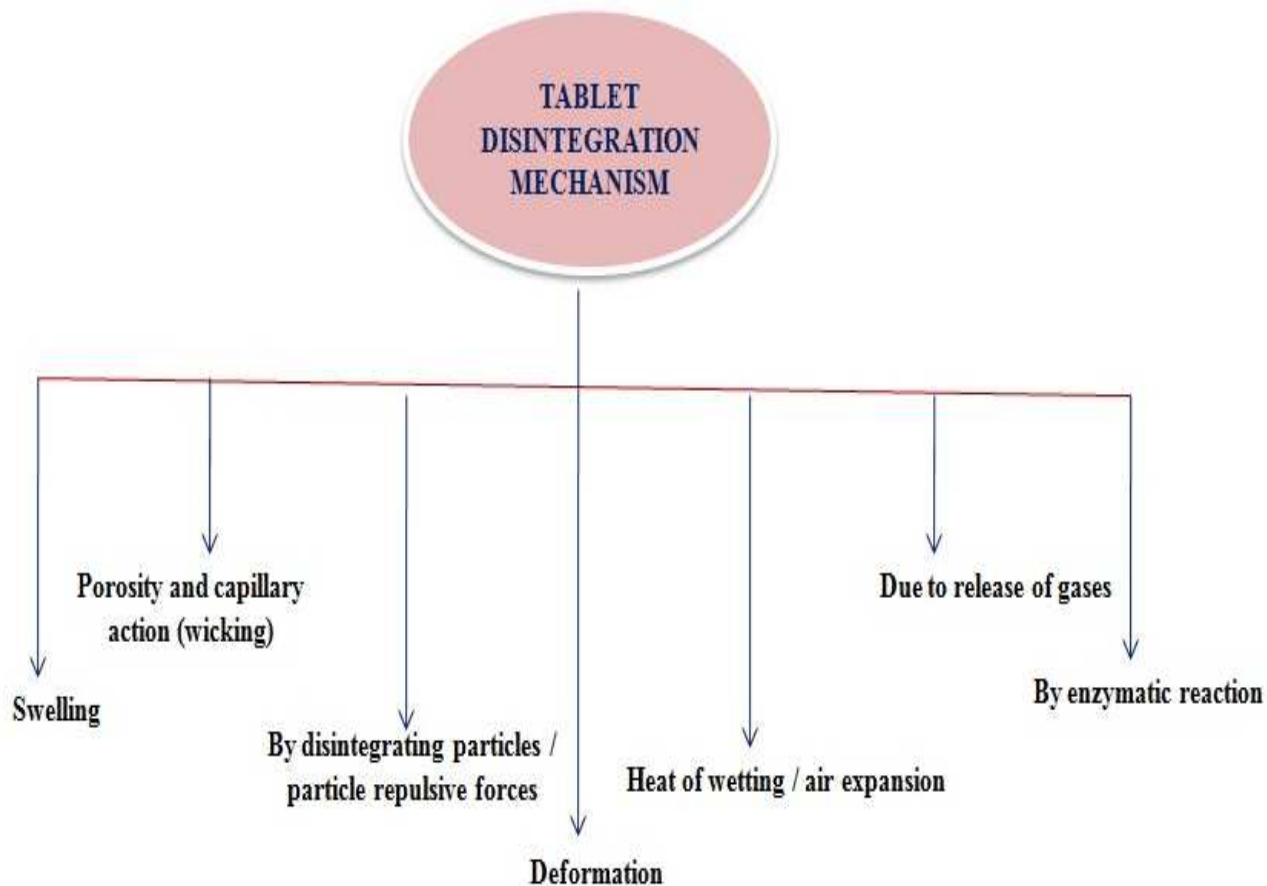 TABLET
DISINTEGRATION
MECHANISM
Porosity and capillary
action (wicking)
Due to release of gases
Swelling
By enzymatic reaction
By disintegrating particles /
particle repulsive forces
Heat of wetting / air expansion
Deformation